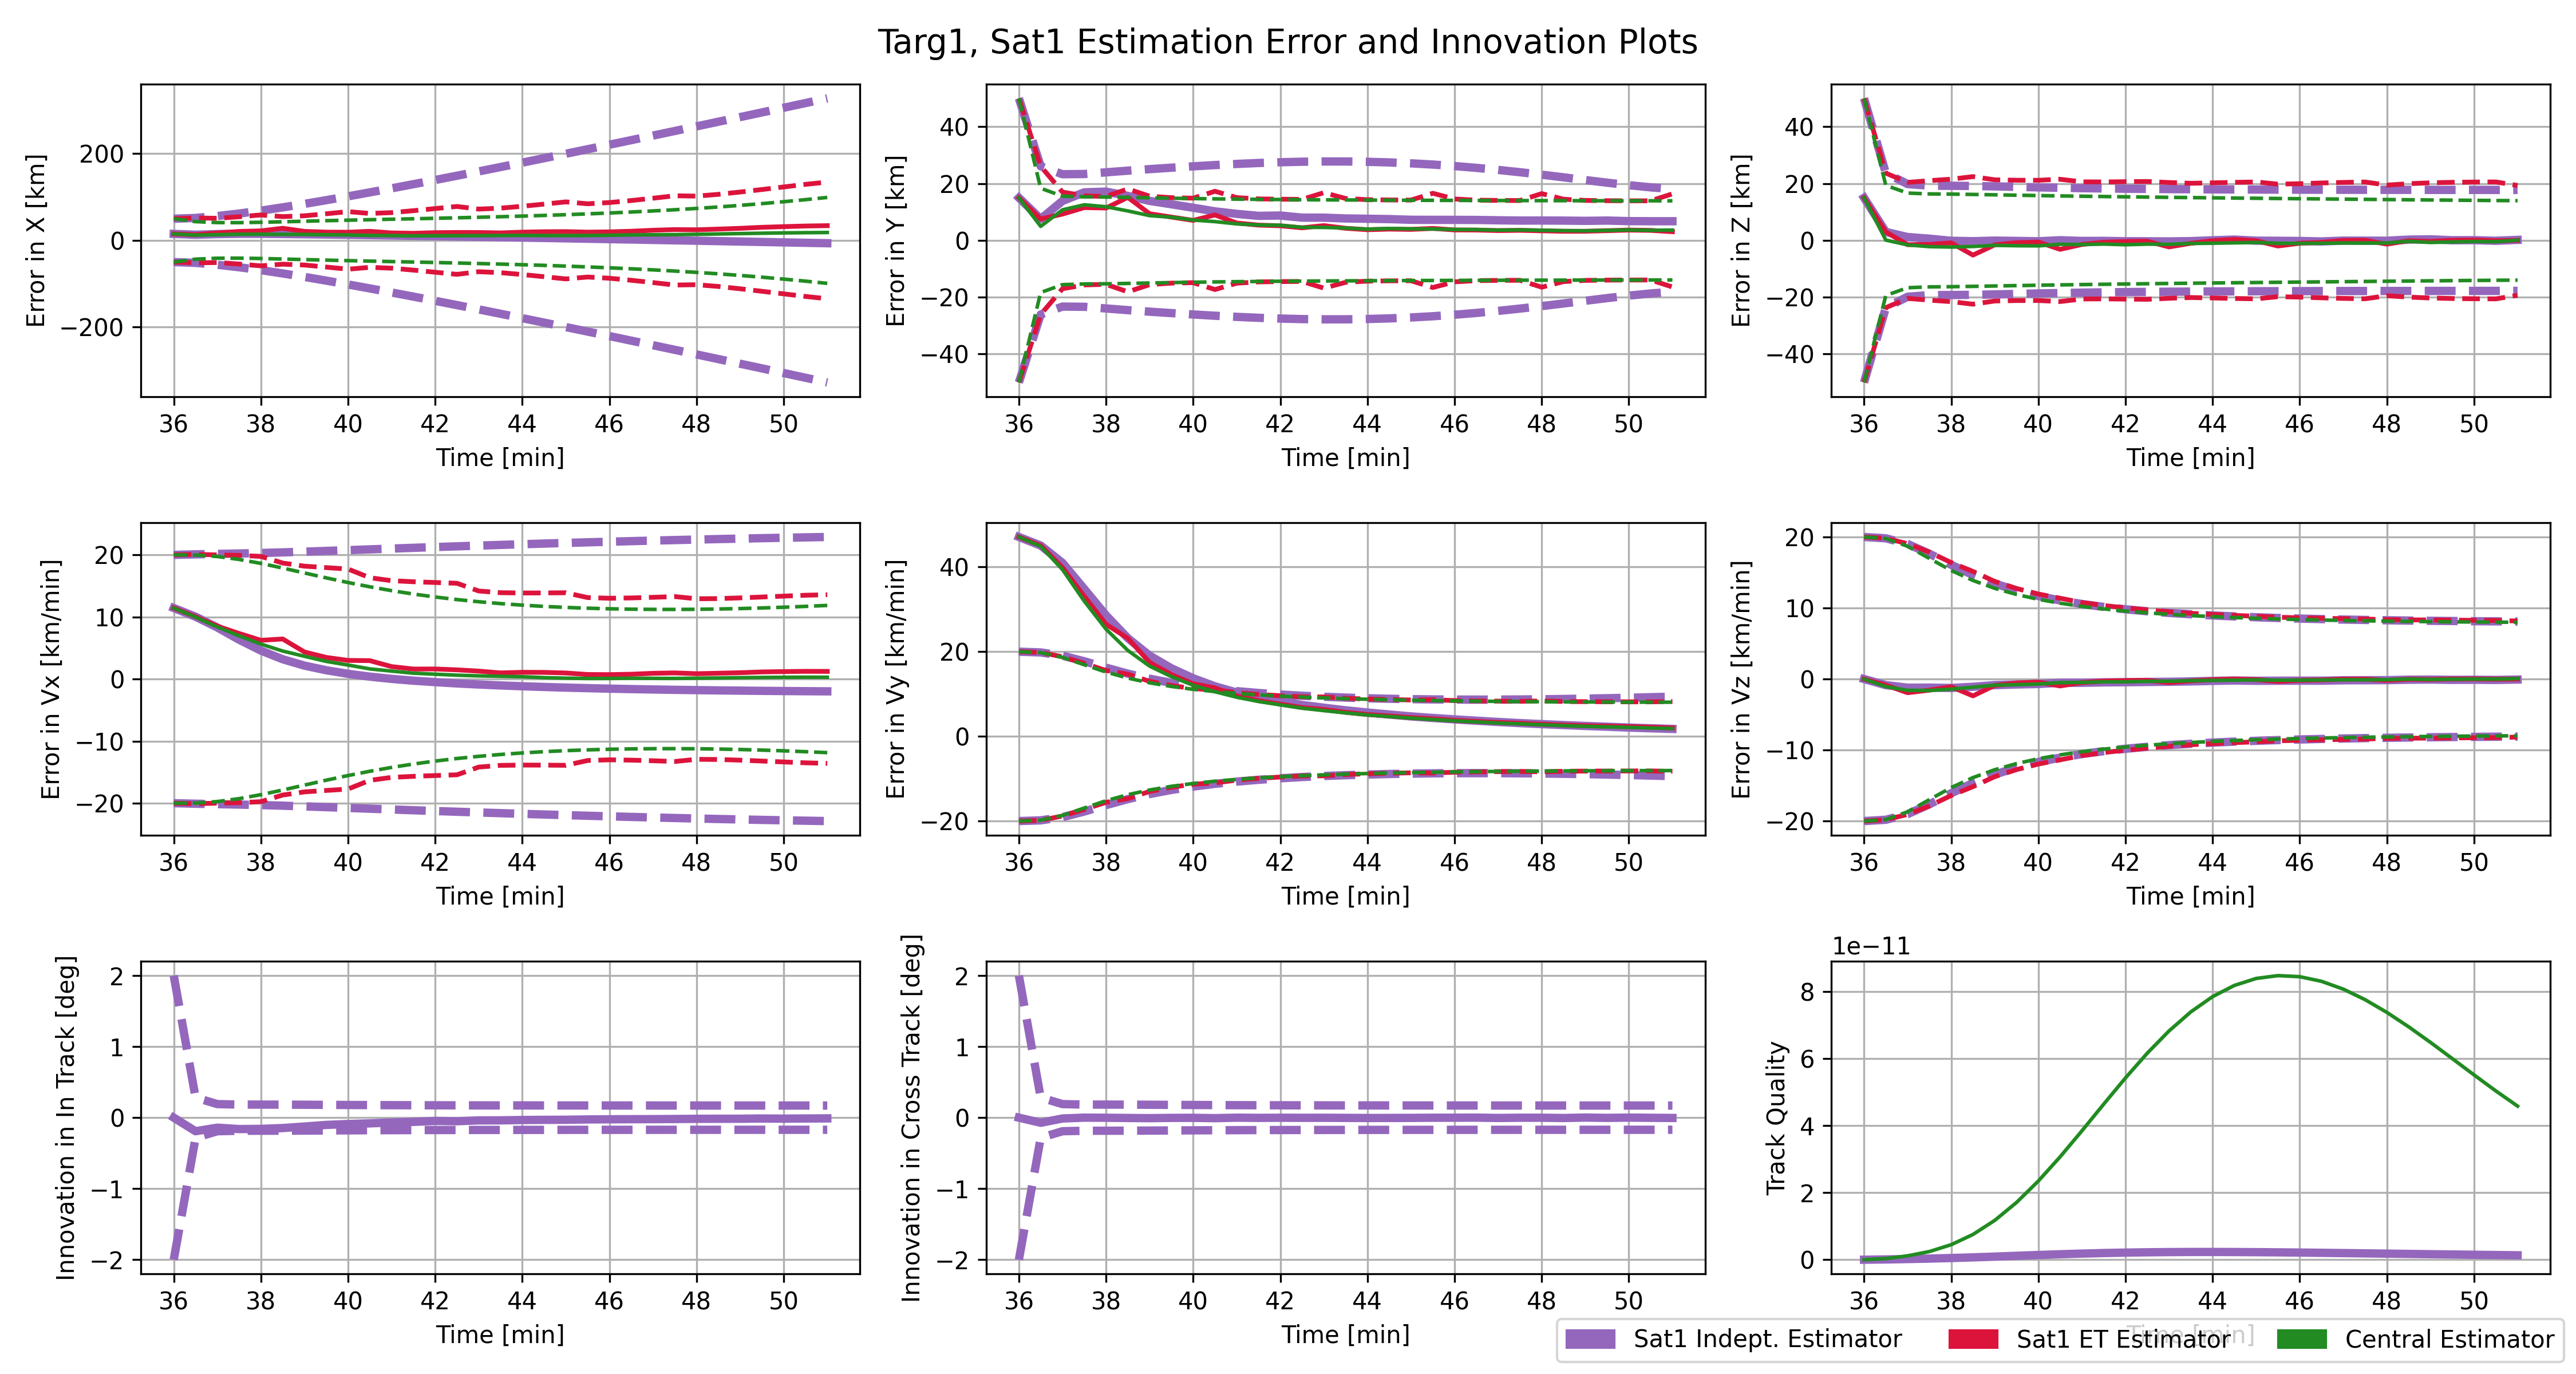 Targ1, Sat1 Estimation Error and Innovation Plots
Error in X [km]
200
0
−200
36 38 40 42 44 46 48 50
Time [min]
Error in Y [km]
40
20
0
−20
−40
36 38 40 42 44 46 48 50
Time [min]
Error in Z [km]
40
20
0
−20
−40
36 38 40 42 44 46 48 50
Time [min]
Error in Vx [km/min]
20
10
0
−10
−20
36 38 40 42 44 46 48 50
Time [min]
Error in Vy [km/min]
40
20
0
−20
36 38 40 42 44 46 48 50
Time [min]
Error in Vz [km/min]
20
10
0
−10
−20
36 38 40 42 44 46 48 50
Time [min]
Innovation in In Track [deg]
2
1
0
−1
−2
36 38 40 42 44 46 48 50
Time [min]
Innovation in Cross Track [deg]
2
1
0
−1
−2
36 38 40 42 44 46 48 50
Time [min]
1e−11
Track Quality
8
6
4
2
0
36 38 40 42 44 46 48 50
Time [min]
Sat1 Indept. Estimator
Sat1 ET Estimator
Central Estimator